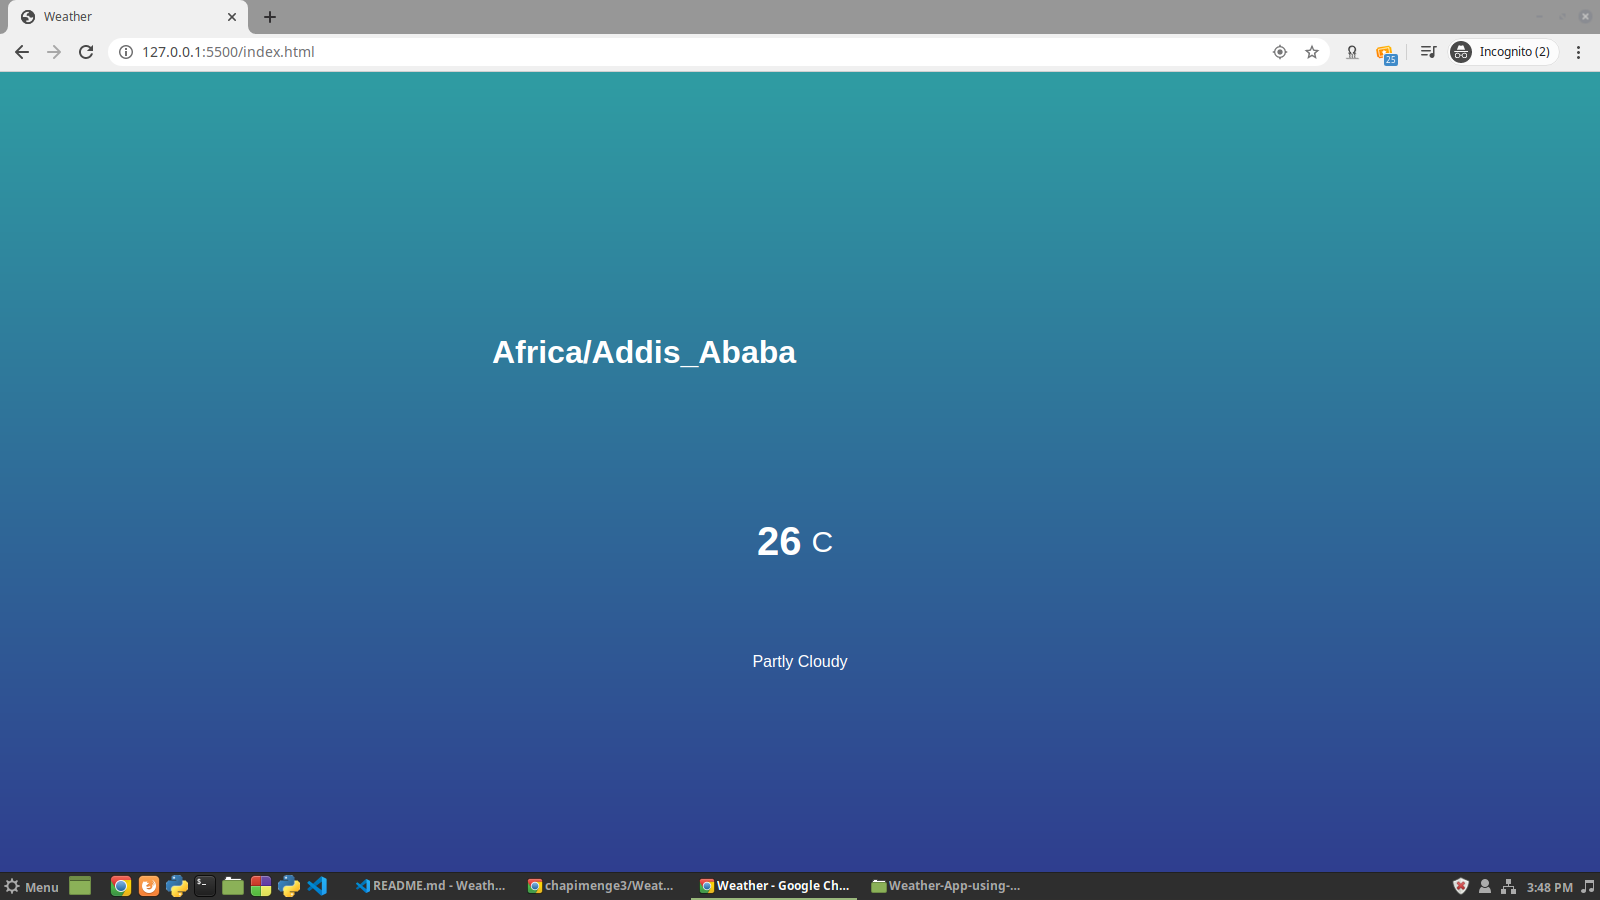 Weather
127.0.0.1:5500/index.html
25
Incognito (2)
Africa/Addis_Ababa
26 C
Partly Cloudy
Menu
$_
README.md - Weath...
chapimenge3/Weat...
Weather - Google Ch...
Weather-App-using-...
3:48 PM